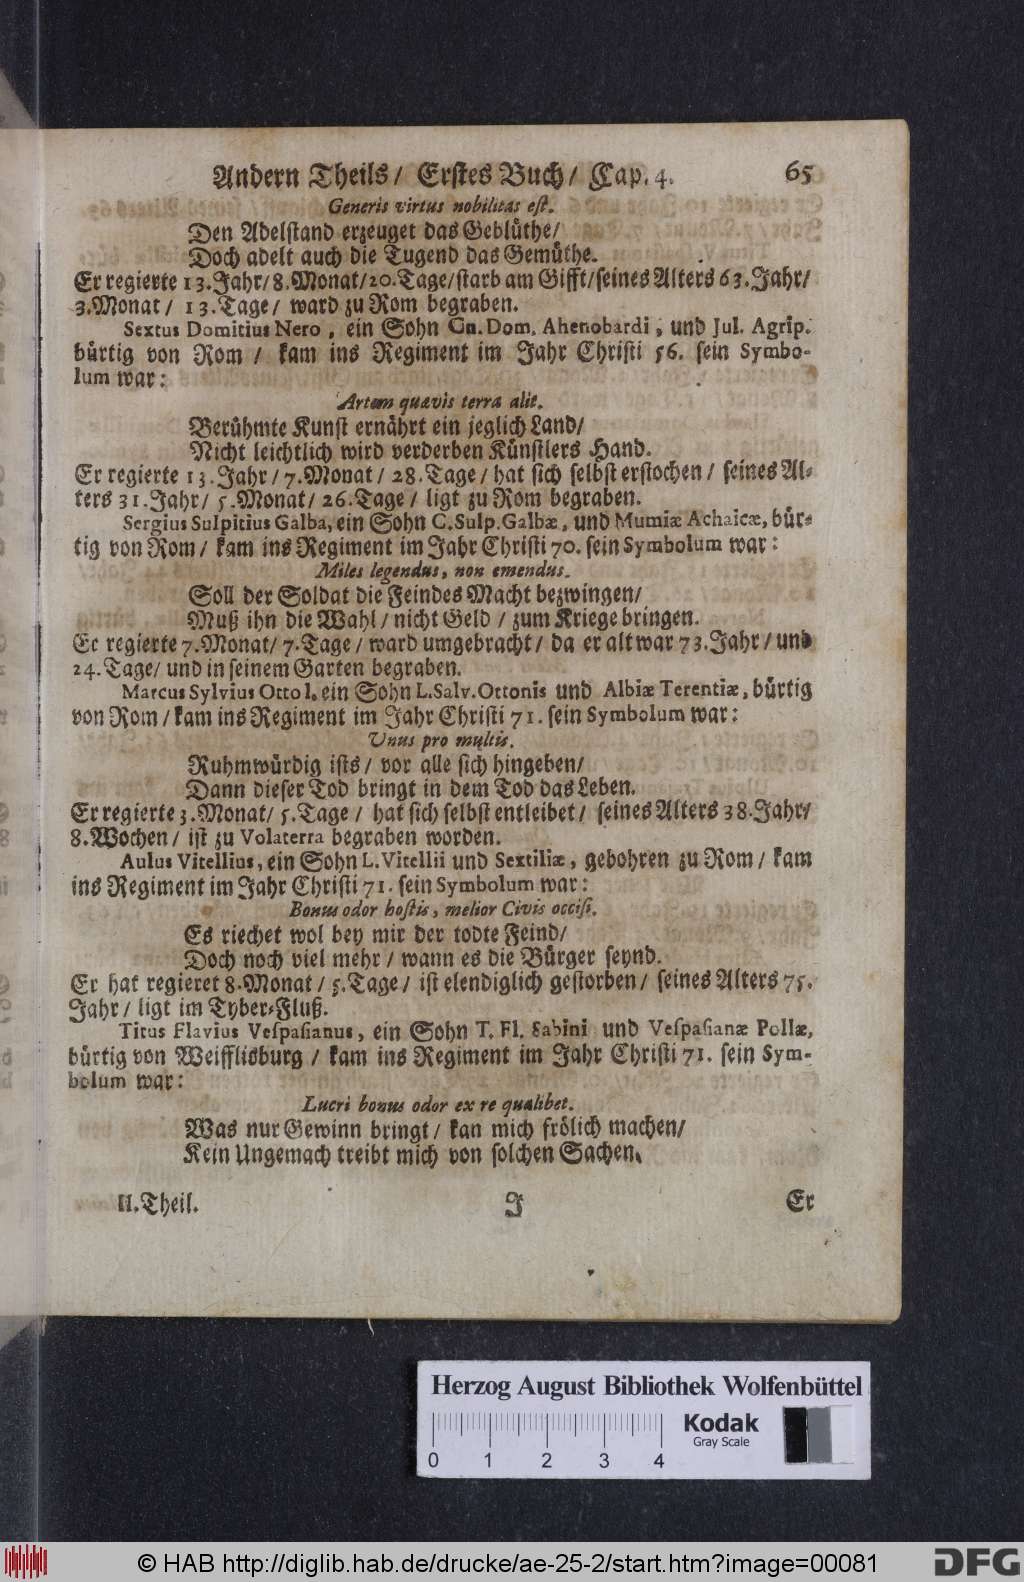 Andern Theils/ Erstes Buch/ Cap. 4. 65
Generis virtus nobilitas est.
Den Adelstand erzeuget das Geblüthe/
Doch adelt auch die Tugend das Gemüthe.
Er regierte 13. Jahr/ 8. Monat/ 20. Tage/ starb am Gifft/ seines Alters 63. Jahr/
3. Monat/ 13. Tage/ ward zu Rom begraben.
Sextus Domitius Nero, ein Sohn Gn. Dom. Ahenobardi, und Jul. Agrip.
bürtig von Rom/ kam ins Regiment im Jahr Christi 56. sein Symbo-
lum war:
Artem quævis terra alit.
Berühmte Kunst ernährt ein jeglich Land/
Nicht leichtlich wird verderben Künstlers Hand.
Er regierte 13. Jahr/ 7. Monat/ 28. Tage/ hat sich selbst erstochen/ seines Al-
ters 31. Jahr/ 5. Monat/ 26. Tage/ ligt zu Rom begraben.
Sergius Sulpitius Galba, ein Sohn C. Sulp. Galbæ, und Mumiæ Achaicæ, bür-
tig von Rom/ kam ins Regiment im Jahr Christi 70. sein Symbolum war:
Miles legendus, non emendus.
Soll der Soldat die Feindes Macht bezwingen/
Muß ihn die Wahl/ nicht Geld/ zum Kriege bringen.
Er regierte 7. Monat/ 7. Tage/ ward umgebracht/ da er alt war 73. Jahr/ und
24. Tage/ und in seinem Garten begraben.
Marcus Sylvius Otto I. ein Sohn L. Salv. Ottonis und Albiæ Terentiæ, bürtig
von Rom/ kam ins Regiment im Jahr Christi 71. sein Symbolum war:
Unus pro multis.
Ruhmwürdig ists/ vor alle sich hingeben/
Dann dieser Tod bringt in dem Tod das Leben.
Er regierte 3. Monat/ 5. Tage/ hat sich selbst entleibet/ seines Alters 38. Jahr/
8. Wochen/ ist zu Volaterra begraben worden.
Aulus Vitellius, ein Sohn L. Vitellii und Sextiliæ, gebohren zu Rom/ kam
ins Regiment im Jahr Christi 71. sein Symbolum war:
Bonus odor hostis, melior Civis occisi.
Es riechet wol bey mir der todte Feind/
Doch noch viel mehr/ wann es die Bürger seynd.
Er hat regieret 8. Monat/ 5. Tage/ ist elendiglich gestorben/ seines Alters 75.
Jahr/ ligt im Tyber-Fluß.
Titus Flavius Vespasianus, ein Sohn T. Fl. Sabini und Vespasianæ Pollæ,
bürtig von Weifflisburg/ kam ins Regiment im Jahr Christi 71. sein Sym-
bolum war:
Lucri bonus odor ex re qualibet.
Was nur Gewinn bringt/ kan mich frölich machen/
Kein Ungemach treibt mich von solchen Sachen.
II. Theil. J Er
Herzog August Bibliothek Wolfenbüttel
Kodak
Gray Scale
0 1 2 3 4
© HAB http://diglib.hab.de/drucke/ae-25-2/start.htm?image=00081
DFG